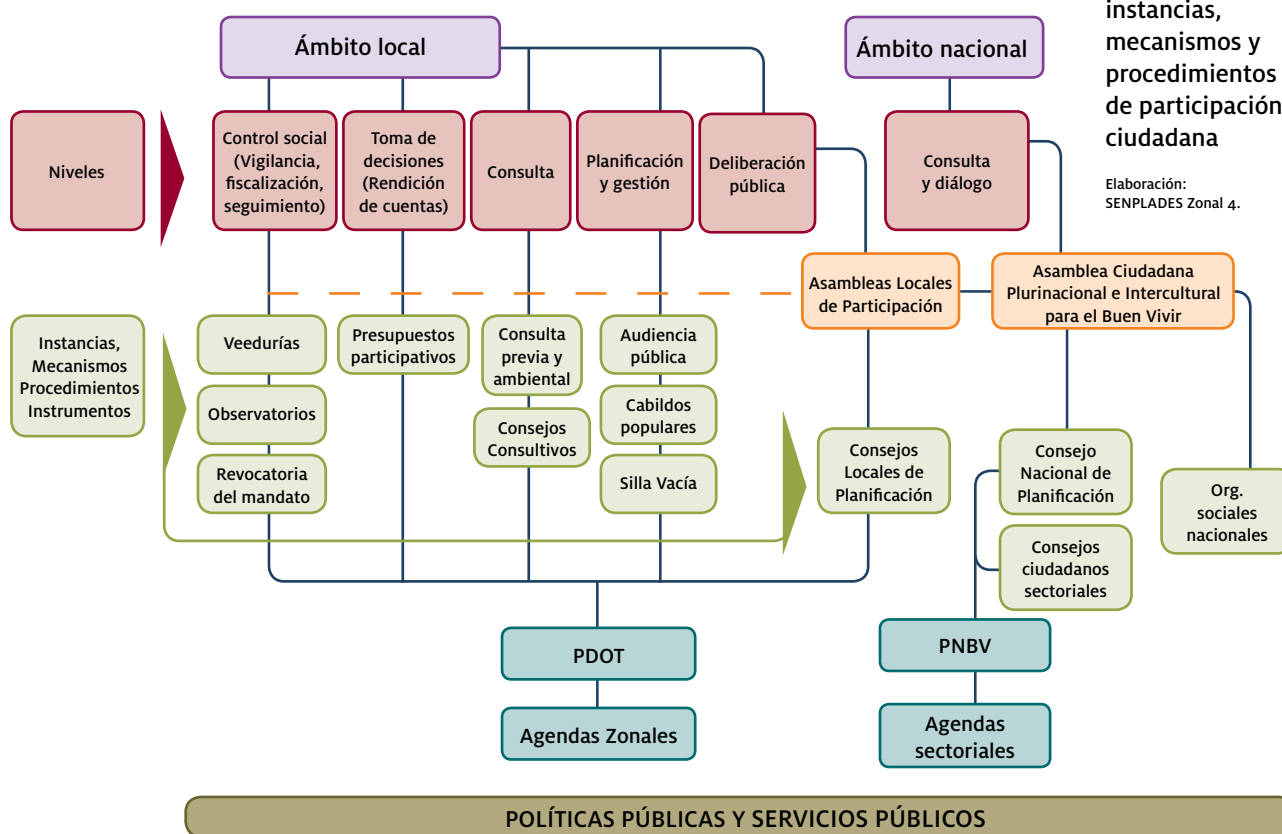 Ámbito local
Ámbito nacional
instancias,
mecanismos y
procedimientos
de participación
ciudadana
Elaboración:
SENPLADES Zonal 4.
Niveles
Control social
(Vigilancia,
fiscalización,
seguimiento)
Toma de
decisiones
(Rendición
de cuentas)
Consulta
Planificación
y gestión
Deliberación
pública
Consulta
y diálogo
Asambleas Locales
de Participación
Asamblea Ciudadana
Plurinacional e Intercultural
para el Buen Vivir
Instancias,
Mecanismos
Procedimientos
Instrumentos
Veedurías
Observatorios
Revocatoria
del mandato
Presupuestos
participativos
Consulta
previa y
ambiental
Consejos
Consultivos
Audiencia
pública
Cabildos
populares
Silla Vacía
Consejos
Locales de
Planificación
Consejo
Nacional de
Planificación
Consejos
ciudadanos
sectoriales
Org.
sociales
nacionales
PDOT
Agendas Zonales
PNBV
Agendas
sectoriales
POLÍTICAS PÚBLICAS Y SERVICIOS PÚBLICOS